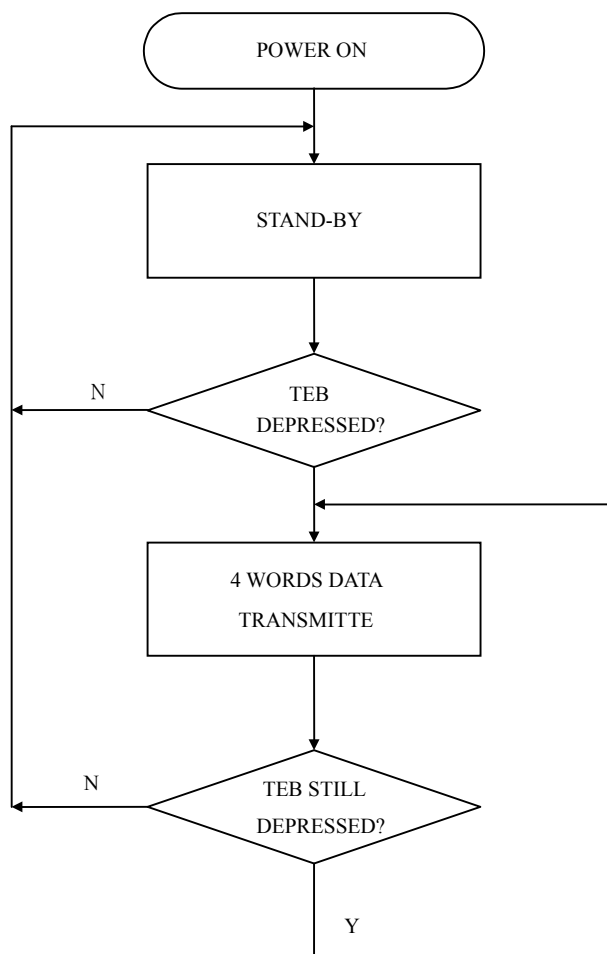 POWER ON
STAND-BY
N
TEB
DEPRESSED?
4 WORDS DATA
TRANSMITTE
N
TEB STILL
DEPRESSED?
Y